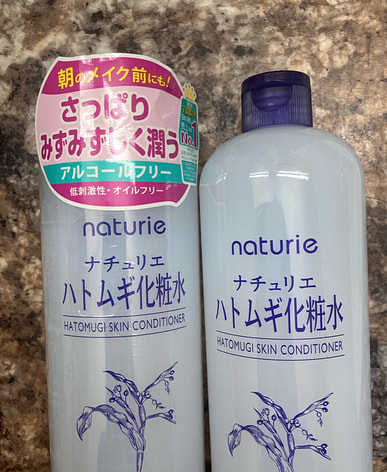 朝のメイク前にも!
さっぱり
みずみずしく潤う
アルコールフリー
低刺激性・オイルフリー
No.1
naturie
ナチュリエ
ハトムギ化粧水
HATOMUGI SKIN CONDITIONER
naturie
ナチュリエ
ハトムギ化粧水
HATOMUGI SKIN CONDITIONER